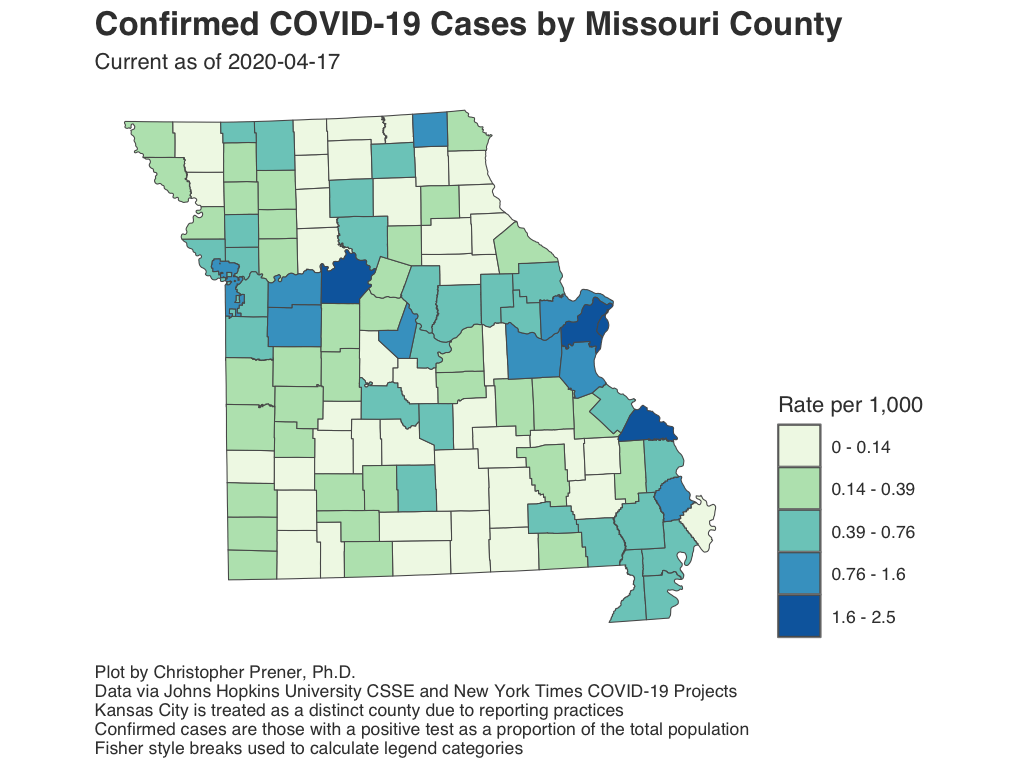 Confirmed COVID-19 Cases by Missouri County
Current as of 2020-04-17
Rate per 1,000
0 - 0.14
0.14 - 0.39
0.39 - 0.76
0.76 - 1.6
1.6 - 2.5
Plot by Christopher Prener, Ph.D.
Data via Johns Hopkins University CSSE and New York Times COVID-19 Projects
Kansas City is treated as a distinct county due to reporting practices
Confirmed cases are those with a positive test as a proportion of the total population
Fisher style breaks used to calculate legend categories